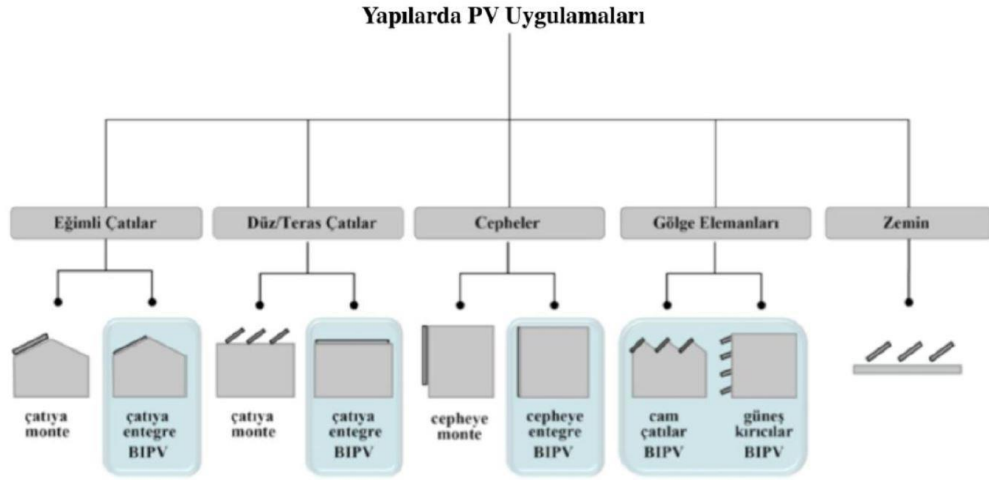 Yapılarda PV Uygulamaları
Eğimli Çatılar
Düz/Teras Çatılar
Cepheler
Gölge Elemanları
Zemin
çatıya
monte
çatıya
entegre
BIPV
çatıya
monte
çatıya
entegre
BIPV
cepheye
monte
cepheye
entegre
BIPV
cam
çatılar
BIPV
güneş
kırıcılar
BIPV